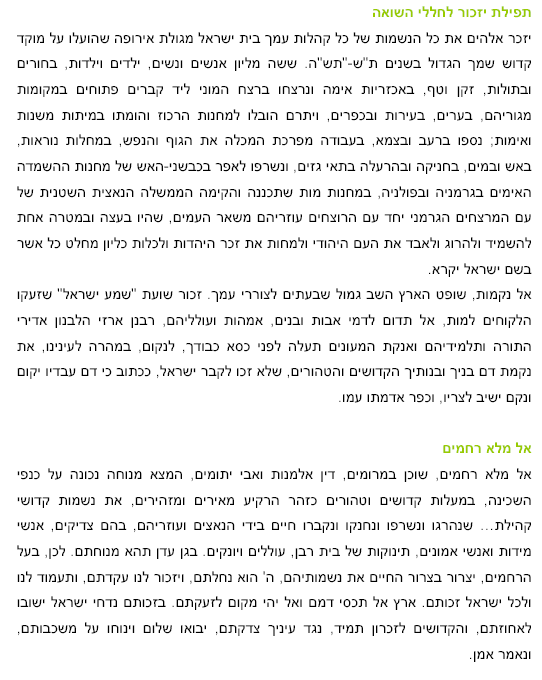 תפילת יזכור לחללי השואה
יזכר אלהים את כל הנשמות של כל קהלות עמך בית ישראל מגולת אירופה שהועלו על מוקד
קדוש שמך הגדול בשנים ת"ש-"תש"ה. ששה מליון אנשים ונשים, ילדים וילדות, בחורים
ובתולות, זקן וטף, באכזריות אימה ונרצחו ברצח המוני ליד קברים פתוחים במקומות
מגוריהם, בערים, בעירות ובכפרים, ויתרם הובלו למחנות הרכוז והומתו במיתות משנות
ואימות; נספו ברעב ובצמא, בעבודה מפרכת המכלה את הגוף והנפש, במחלות נוראות,
באש ובמים, בחניקה ובהרעלה בתאי גזים, ונשרפו לאפר בכבשני-האש של מחנות ההשמדה
האימים בגרמניה ובפולניה, במחנות מות שתכננה והקימה הממשלה הנאצית השטנית של
עם המרצחים הגרמני יחד עם הרוצחים עוזריהם משאר העמים, שהיו בעצה ובמטרה אחת
להשמיד ולהרוג ולאבד את העם היהודי ולמחות את זכר היהדות ולכלות כליון מחלט כל אשר
בשם ישראל יקרא.
אל נקמות, שופט הארץ השב גמול שבעתים לצוררי עמך. זכור שועת "שמע ישראל" שזעקו
הלקוחים למות, אל תדום לדמי אבות ובנים, אמהות ועולליהם, רבנן ארזי הלבנון אדירי
התורה ותלמידיהם ואנקת המעונים תעלה לפני כסא כבודך, לנקום, במהרה לעינינו, את
נקמת דם בניך ובנותיך הקדושים והטהורים, שלא זכו לקבר ישראל, ככתוב כי דם עבדיו יקום
ונקם ישיב לצריו, וכפר אדמתו עמו.
אל מלא רחמים
אל מלא רחמים, שוכן במרומים, דין אלמנות ואבי יתומים, המצא מנוחה נכונה על כנפי
השכינה, במעלות קדושים וטהורים כזהר הרקיע מאירים ומזהירים, את נשמות קדושי
קהילת... שנהרגו ונשרפו ונחנקו ונקברו חיים בידי הנאצים ועוזריהם, בהם צדיקים, אנשי
מידות ואנשי אמונים, תינוקות של בית רבן, עוללים ויונקים. בגן עדן תהא מנוחתם. לכן, בעל
הרחמים, יצרור בצרור החיים את נשמותיהם, ה' הוא נחלתם, ויזכור לנו עקדתם, ותעמוד לנו
ולכל ישראל זכותם. ארץ אל תכסי דמם ואל יהי מקום לזעקתם. בזכותם נדחי ישראל ישובו
לאחוזתם, והקדושים לזכרון תמיד, נגד עיניך צדקתם, יבואו שלום וינוחו על משכבותם,
ונאמר אמן.